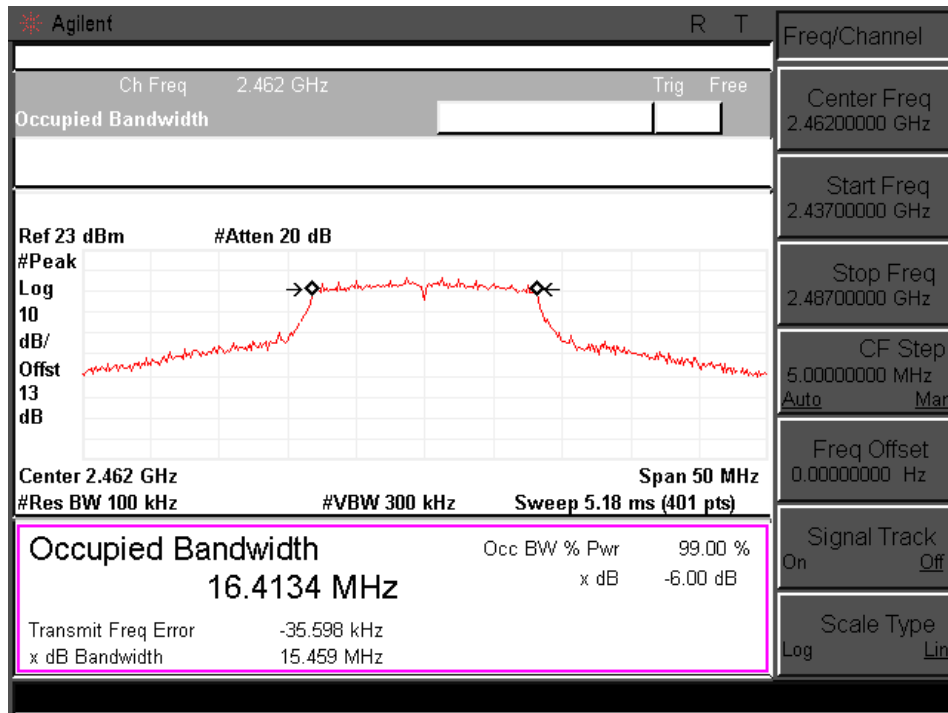 Agilent R T
Ch Freq 2.462 GHz Trig Free
Occupied Bandwidth
Ref 23 dBm #Atten 20 dB
#Peak
Log
10
dB/
Offst
13
dB
Center 2.462 GHz Span 50 MHz
#Res BW 100 kHz #VBW 300 kHz Sweep 5.18 ms (401 pts)
Occupied Bandwidth Occ BW % Pwr 99.00 %
16.4134 MHz x dB -6.00 dB
Transmit Freq Error -35.598 kHz
x dB Bandwidth 15.459 MHz
Freq/Channel
Center Freq
2.46200000 GHz
Start Freq
2.43700000 GHz
Stop Freq
2.48700000 GHz
CF Step
5.00000000 MHz
Auto Man
Freq Offset
0.00000000 Hz
Signal Track
On Off
Scale Type
Log Lin